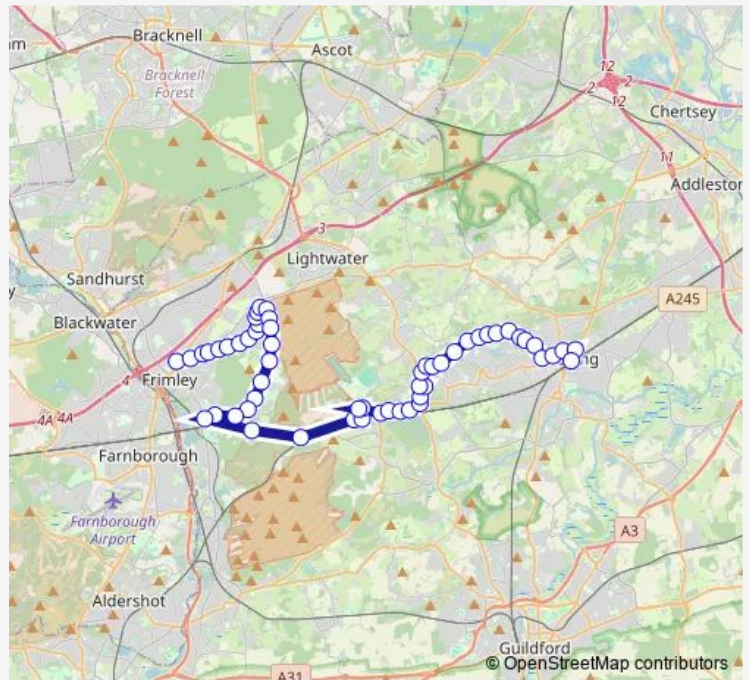 Bracknell
Ascot
Bracknell
Forest
12
2
2
12
Chertsey
11
Addleston
3
Lightwater
Sandhurst
A245
Blackwater
4
Frimley
4A 4A
Farnborough
Farnborough
Airport
A3
Aldershot
Guildford
A31
© OpenStreetMap contributors